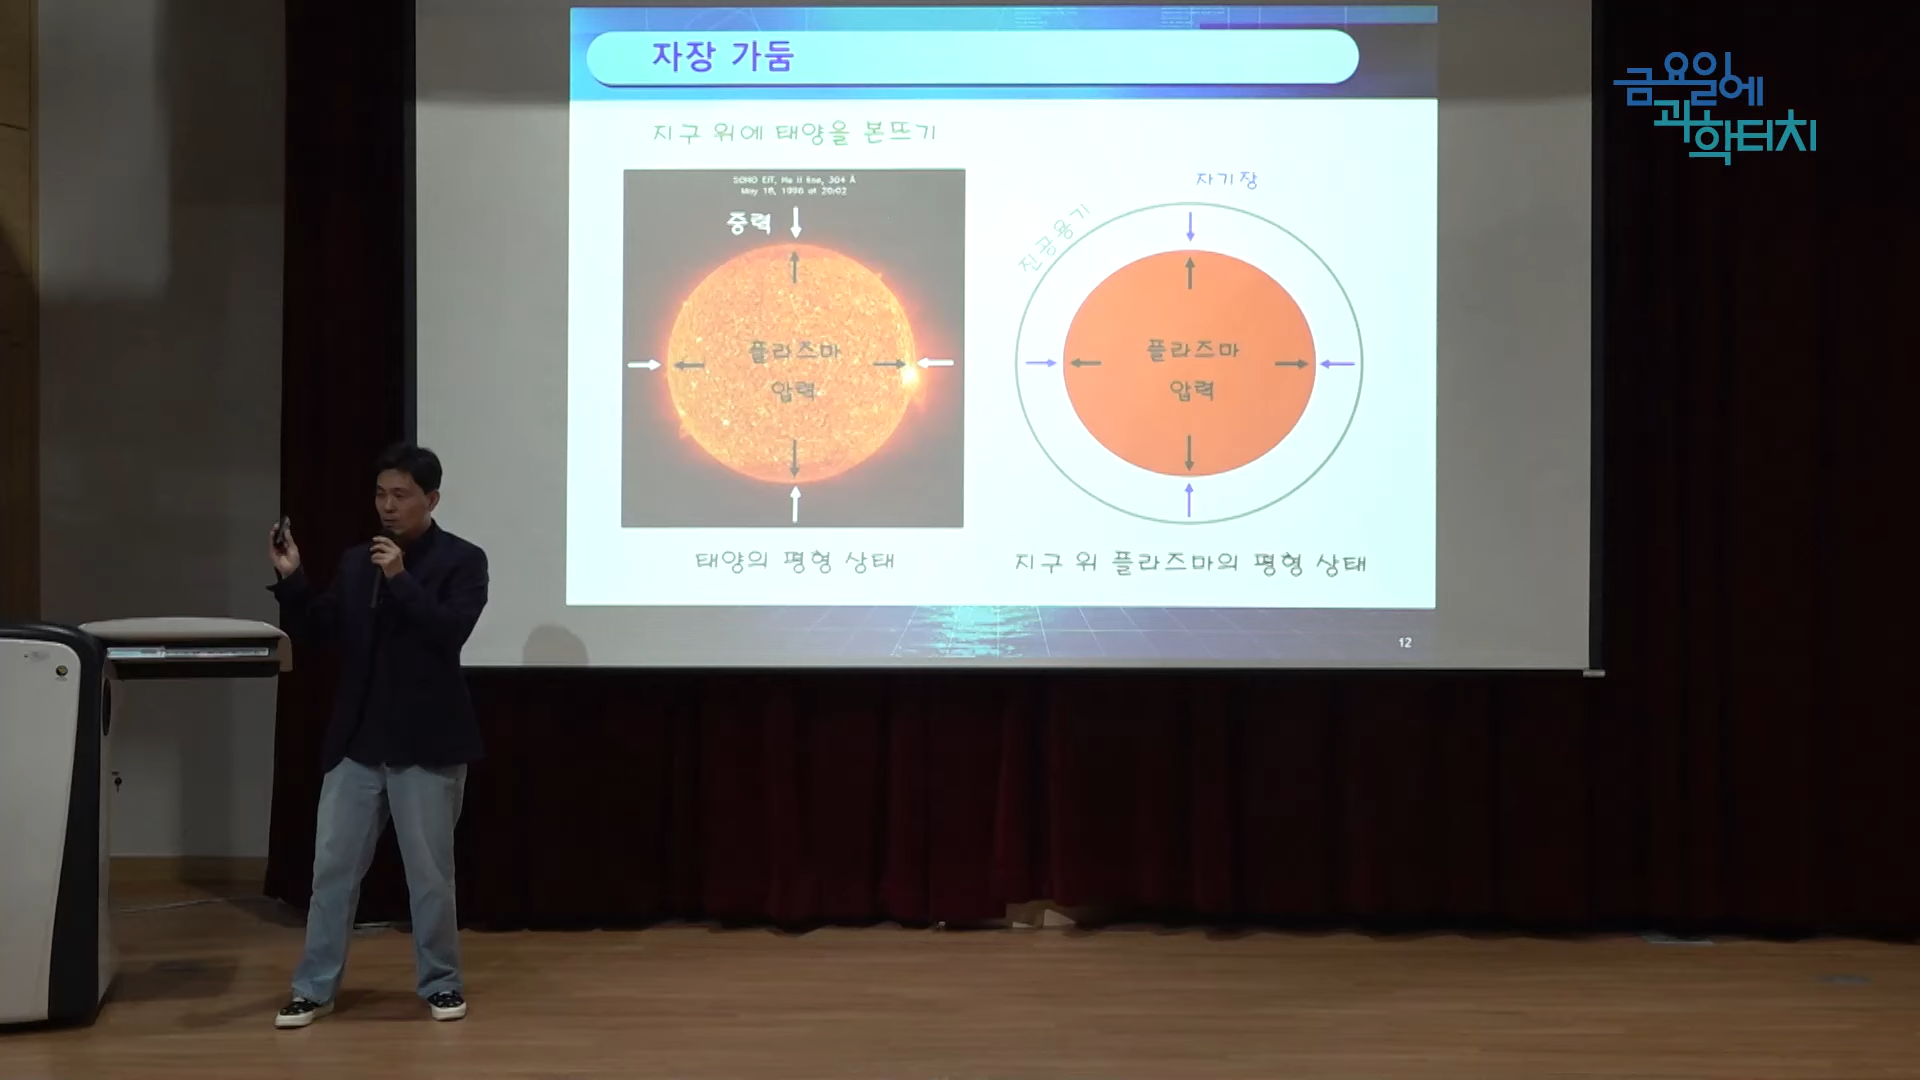 자장 가둠
지구 위에 태양을 본뜨기
SOHO EIT, He II line, 304 Å
May 18, 1996 at 20:02
중력
플라즈마
압력
태양의 평형 상태
자기장
진공용기
플라즈마
압력
지구 위 플라즈마의 평형 상태
12
금요일에
과학터치